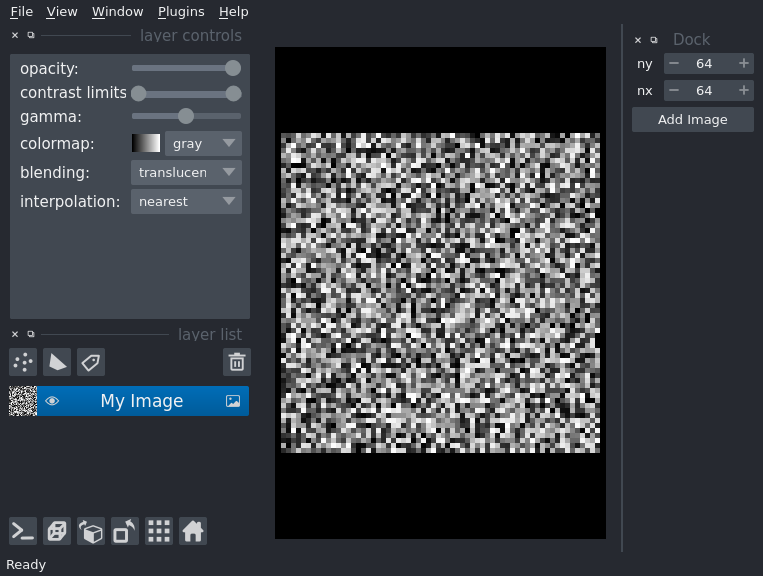 File View Window Plugins Help
layer controls
opacity:
contrast limits
gamma:
colormap: gray
blending: translucen
interpolation: nearest
layer list
My Image
Ready
Dock
ny 64
nx 64
Add Image